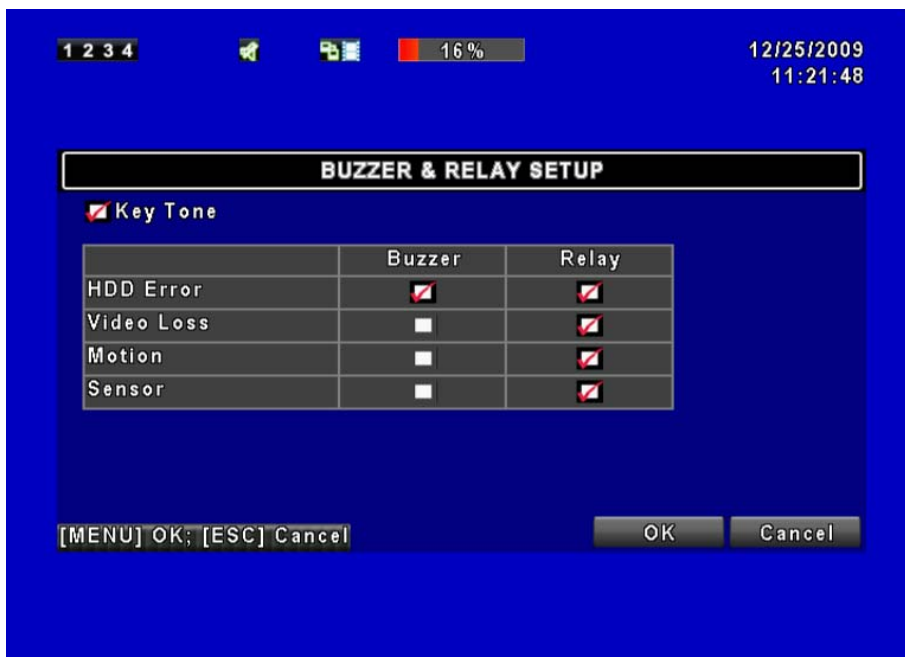 1 2 3 4 16% 12/25/2009
11:21:48
BUZZER & RELAY SETUP
Key Tone
Buzzer Relay
HDD Error
Video Loss
Motion
Sensor
[MENU] OK; [ESC] Cancel OK Cancel